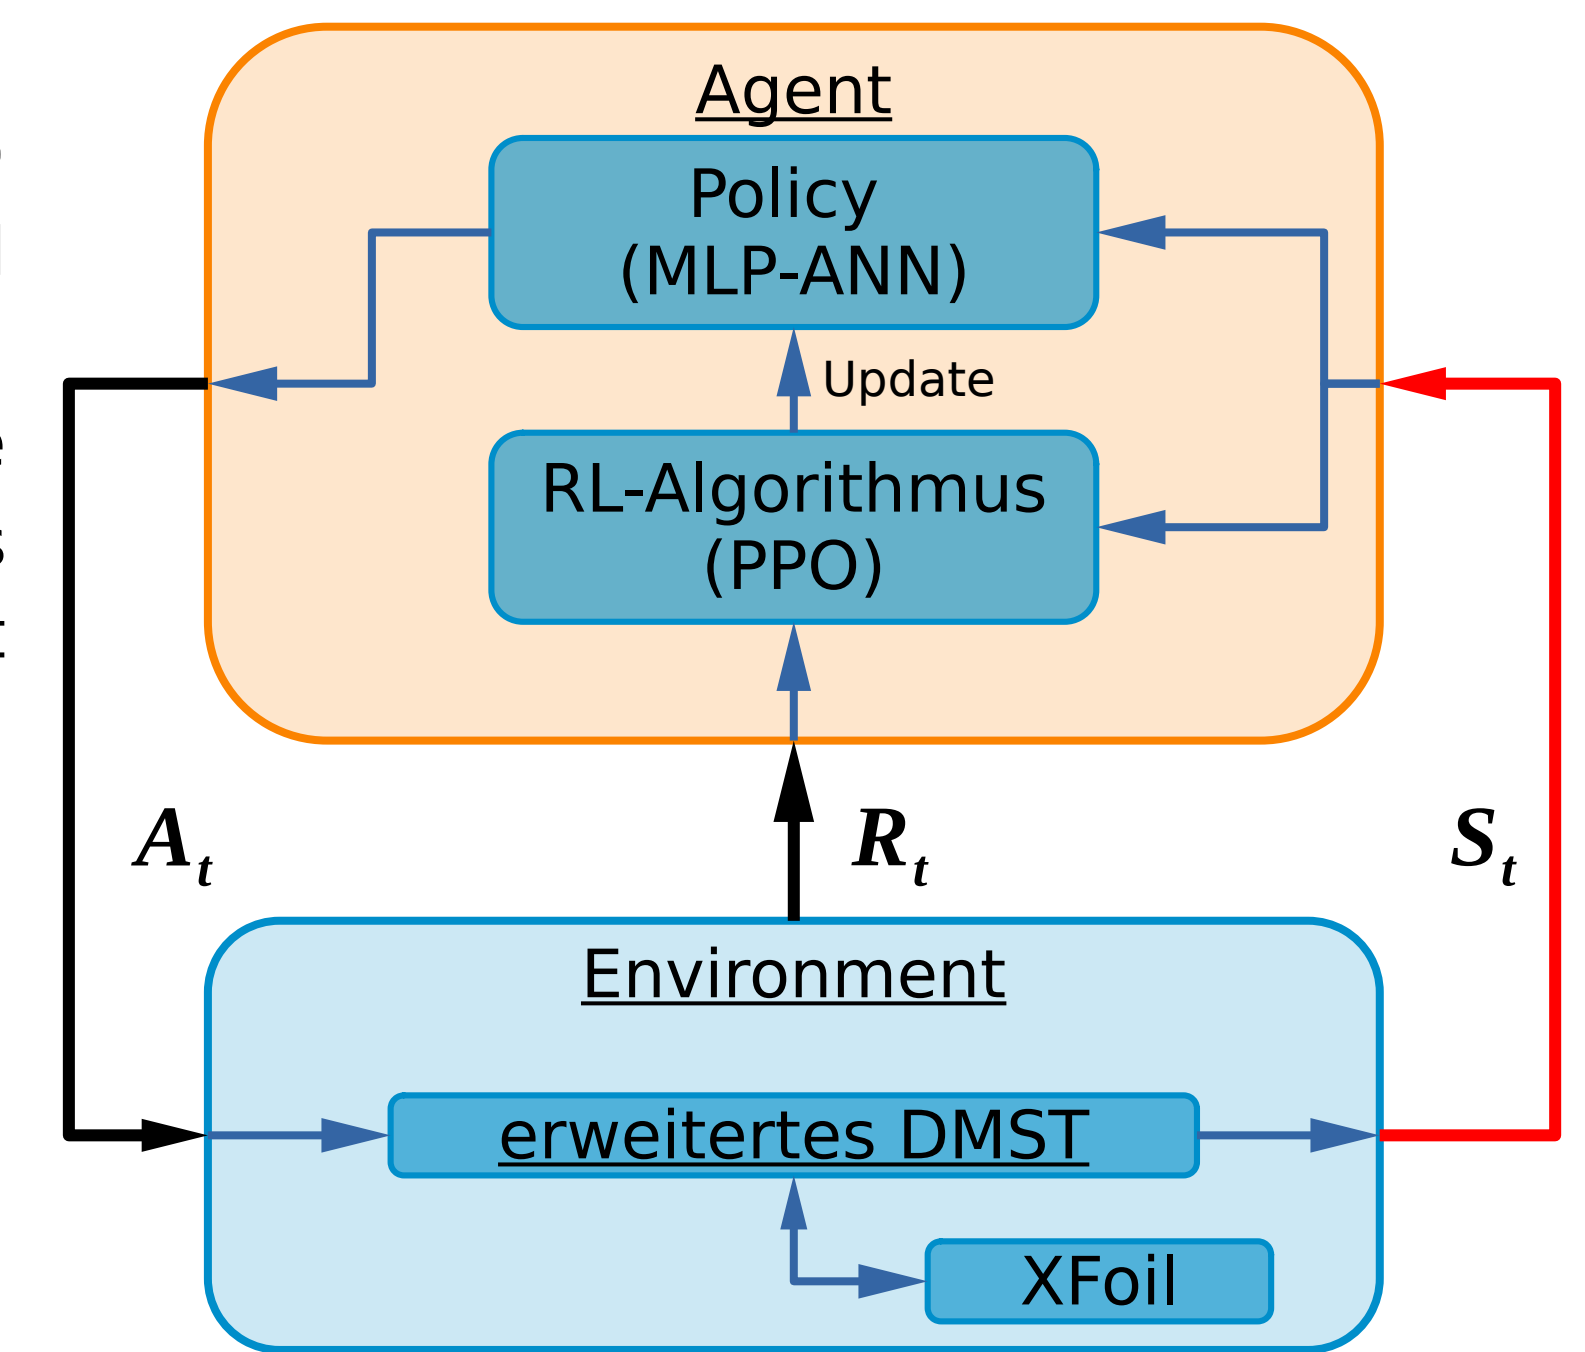 Agent
Policy
(MLP-ANN)
Update
RL-Algorithmus
(PPO)
A_t
R_t
S_t
Environment
erweitertes DMST
XFoil